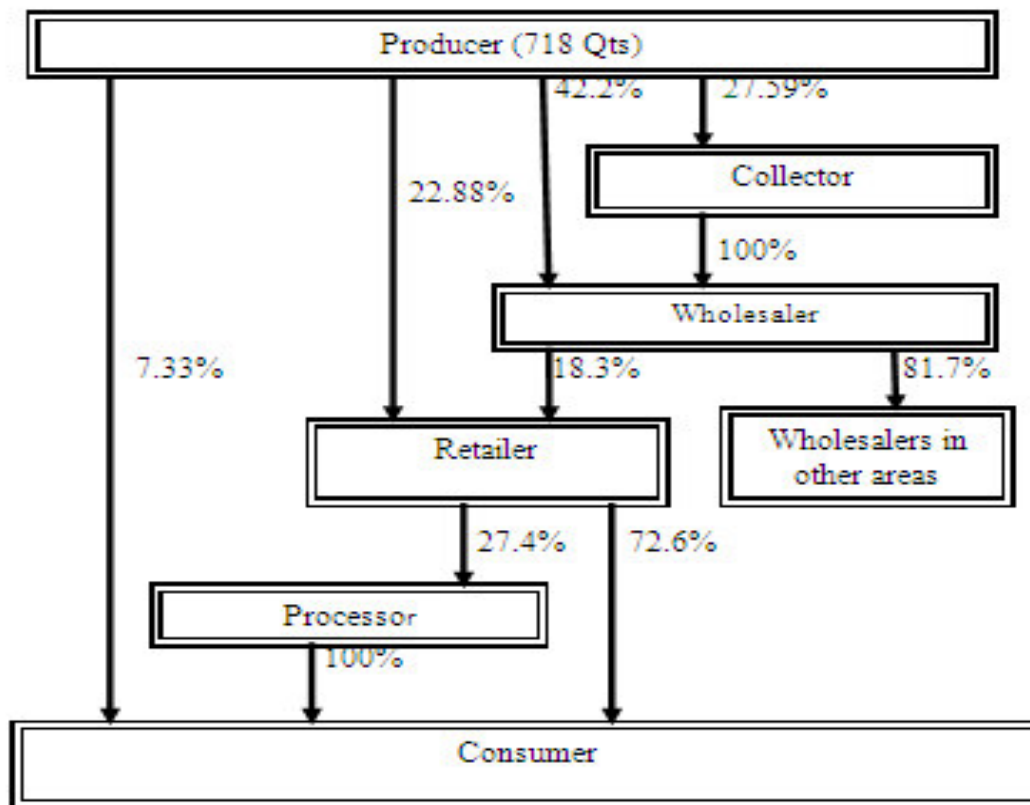 Producer (718 Qts)
42.2%
27.59%
Collector
22.88%
100%
Wholesaler
7.33%
18.3%
81.7%
Retailer
Wholesalers in
other areas
27.4%
72.6%
Processor
100%
Consumer